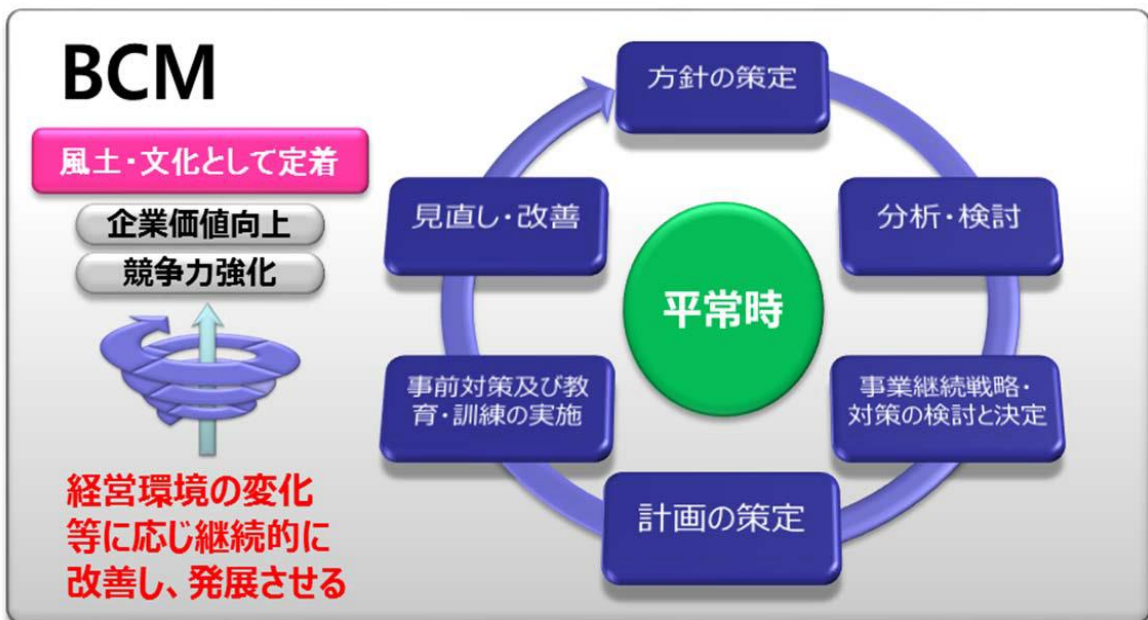 BCM
風土・文化として定着
企業価値向上
競争力強化
経営環境の変化
等に応じ継続的に
改善し、発展させる
方針の策定
分析・検討
事業継続戦略・
対策の検討と決定
計画の策定
事前対策及び教
育・訓練の実施
見直し・改善
平常時